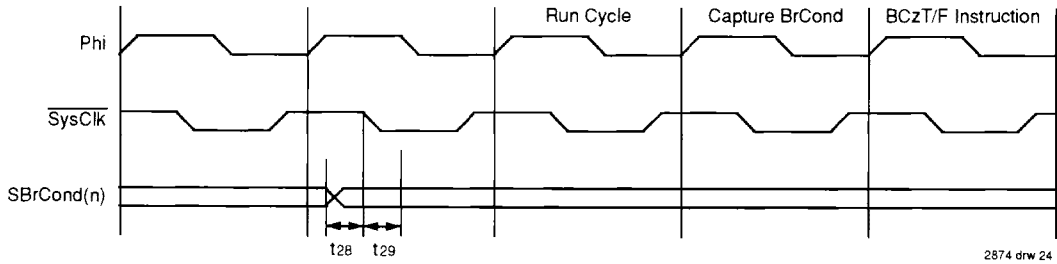 Run Cycle Capture BrCond BCzT/F Instruction
Phi
SysClk
SBrCond(n)
t28 t29
2874 drw 24